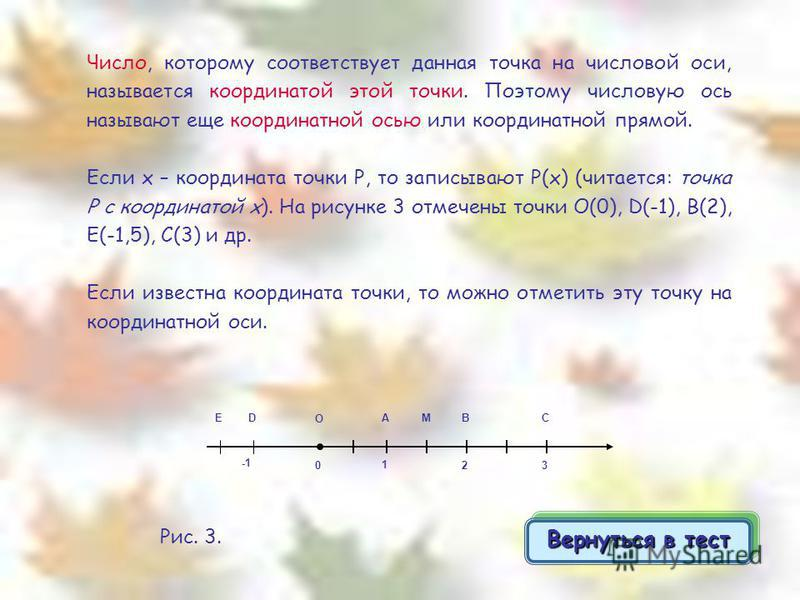 Число, которому соответствует данная точка на числовой оси,
называется координатой этой точки. Поэтому числовую ось
называют еще координатной осью или координатной прямой.
Если х – координата точки Р, то записывают Р(х) (читается: точка
Р с координатой х). На рисунке 3 отмечены точки О(0), D(-1), В(2),
Е(-1,5), С(3) и др.
Если известна координата точки, то можно отметить эту точку на
координатной оси.
E D O A M B C
-1 0 1 2 3
Рис. 3.
Вернуться в тест
MyShared